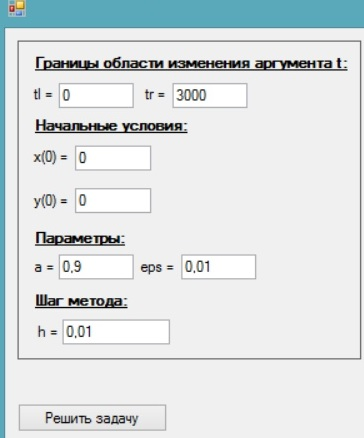 Границы области изменения аргумента t:
tl = 0 tr = 3000
Начальные условия:
x(0) = 0
y(0) = 0
Параметры:
a = 0,9 eps = 0,01
Шаг метода:
h = 0,01
Решить задачу